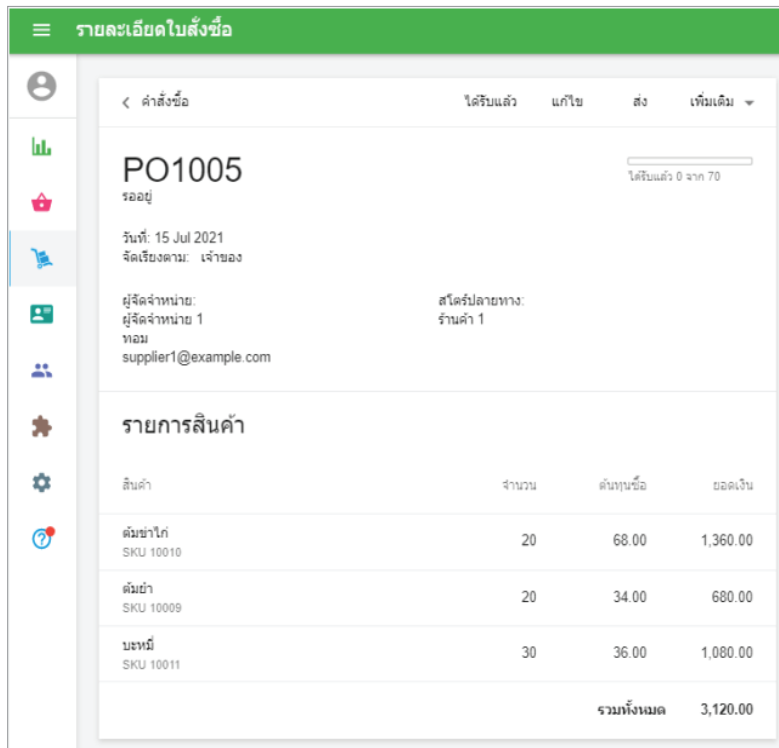 รายละเอียดใบสั่งซื้อ
คำสั่งซื้อ ได้รับแล้ว แก้ไข ส่ง เพิ่มเติม
PO1005
รออยู่
ได้รับแล้ว 0 จาก 70
วันที่: 15 Jul 2021
จัดเรียงตาม: เจ้าของ
ผู้จัดจำหน่าย:
ผู้จัดจำหน่าย 1
ทอม
supplier1@example.com
สโตร์ปลายทาง:
ร้านค้า 1
รายการสินค้า
สินค้า จำนวน ต้นทุนซื้อ ยอดเงิน
ต้มข่าไก่ 20 68.00 1,360.00
SKU 10010
ต้มยำ 20 34.00 680.00
SKU 10009
บะหมี่ 30 36.00 1,080.00
SKU 10011
รวมทั้งหมด 3,120.00